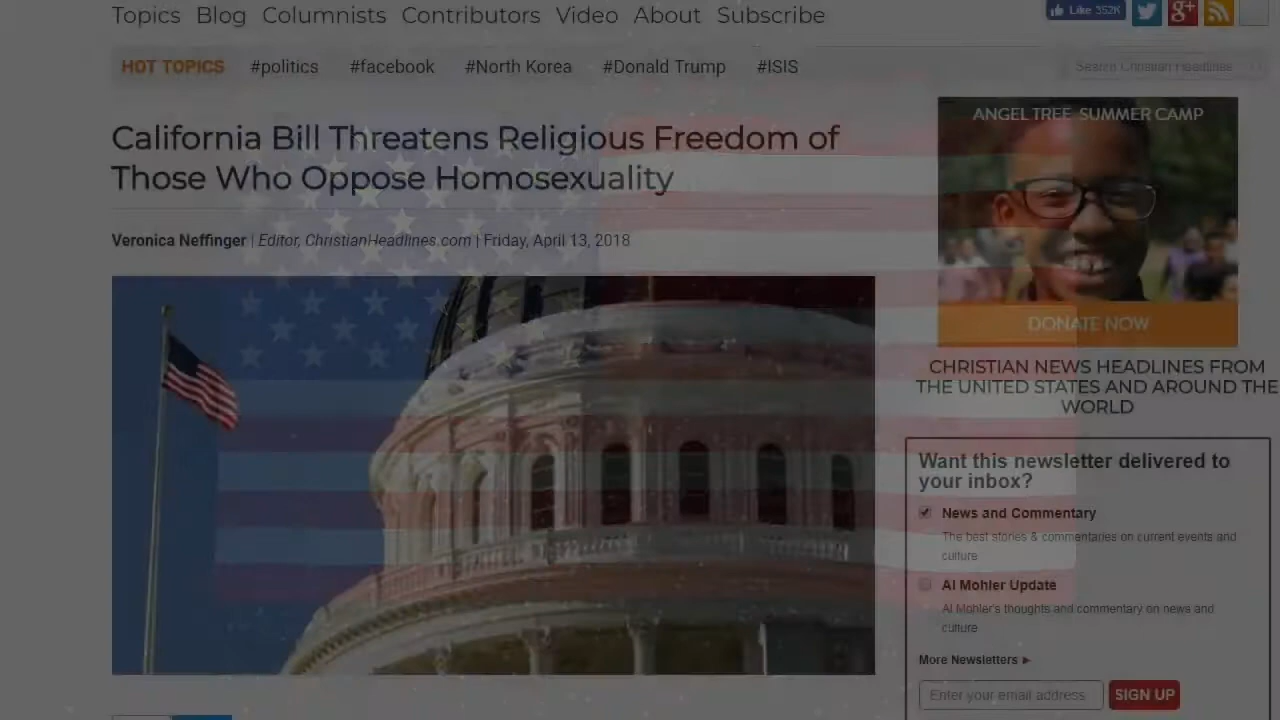 Topics Blog Columnists Contributors Video About Subscribe
Like 352K
HOT TOPICS #politics #facebook #North Korea #Donald Trump #ISIS
Search Christian Headlines
California Bill Threatens Religious Freedom of
Those Who Oppose Homosexuality
Veronica Neffinger | Editor, ChristianHeadlines.com | Friday, April 13, 2018
ANGEL TREE SUMMER CAMP
DONATE NOW
CHRISTIAN NEWS HEADLINES FROM
THE UNITED STATES AND AROUND THE
WORLD
Want this newsletter delivered to
your inbox?
News and Commentary
The best stories & commentaries on current events and
culture
Al Mohler Update
Al Mohler's thoughts and commentary on news and
culture
More Newsletters ▶
Enter your email address SIGN UP